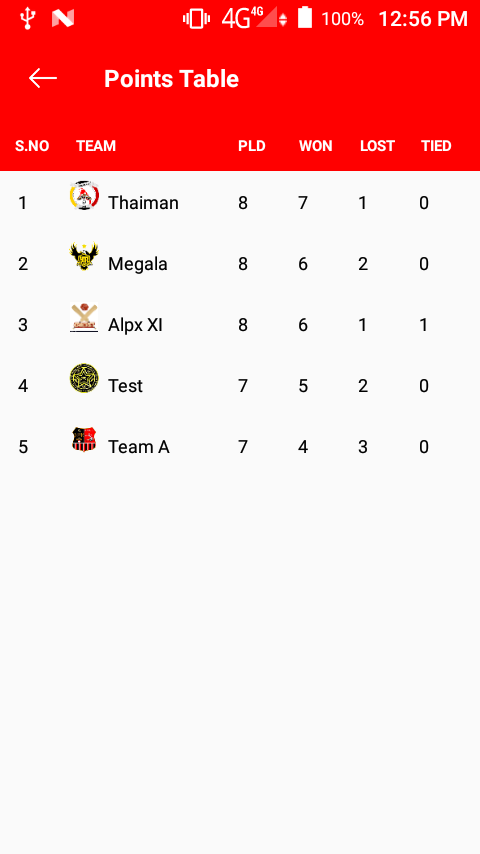 4G 4G 100% 12:56 PM
Points Table
S.NO TEAM PLD WON LOST TIED
1 Thaiman 8 7 1 0
2 Megala 8 6 2 0
3 Alpx XI 8 6 1 1
4 Test 7 5 2 0
5 Team A 7 4 3 0